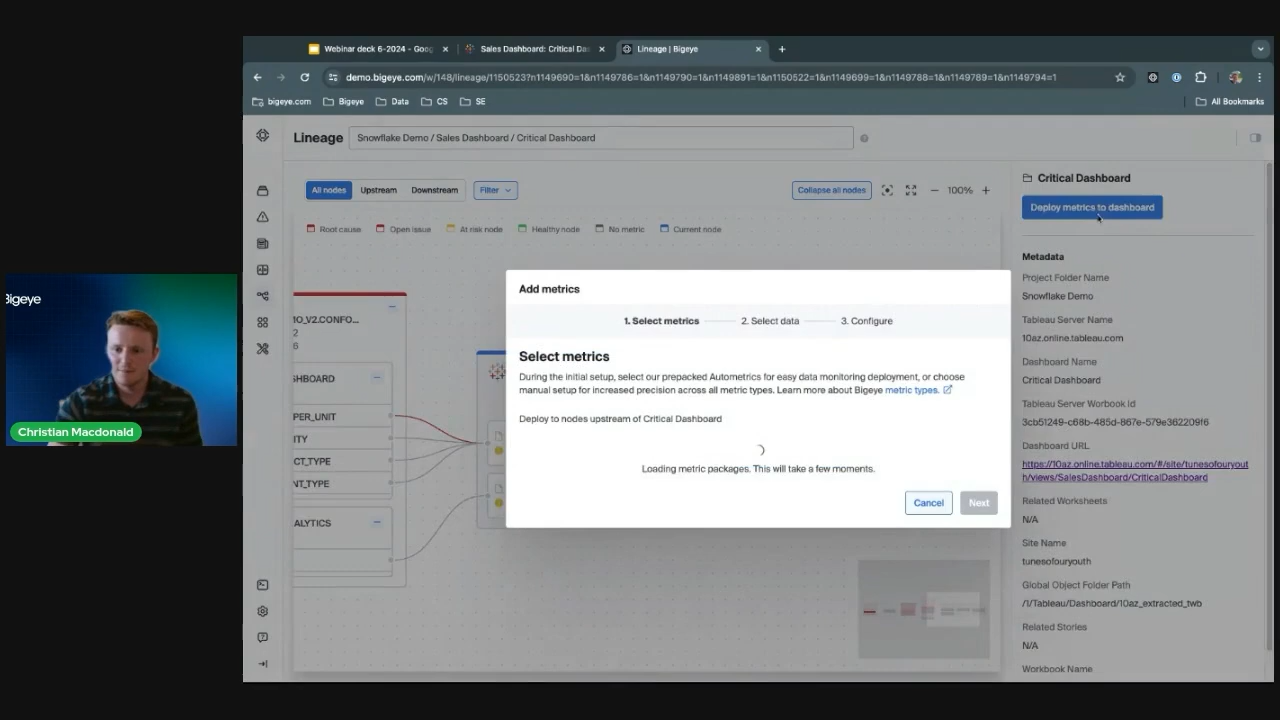 Webinar deck 6-2024 - Goo
Sales Dashboard: Critical Da
Lineage | Bigeye
demo.bigeye.com/w/148/lineage/1150523?n1149690=1&n1149786=1&n1149790=1&n1149891=1&n1150522=1&n1149699=1&n1149788=1&n1149789=1&n1149794=1
bigeye.com
Bigeye
Data
CS
SE
All Bookmarks
Lineage
Snowflake Demo / Sales Dashboard / Critical Dashboard
All nodes
Upstream
Downstream
Filter
Collapse all nodes
100%
Root cause
Open issue
At risk node
Healthy node
No metric
Current node
IO_V2.CONFO...
2
6
SHBOARD
PER_UNIT
ITY
CT_TYPE
NT_TYPE
ALYTICS
Add metrics
1. Select metrics
2. Select data
3. Configure
Select metrics
During the initial setup, select our prepacked Autometrics for easy data monitoring deployment, or choose
manual setup for increased precision across all metric types. Learn more about Bigeye metric types.
Deploy to nodes upstream of Critical Dashboard
Loading metric packages. This will take a few moments.
Cancel
Next
Critical Dashboard
Deploy metrics to dashboard
Metadata
Project Folder Name
Snowflake Demo
Tableau Server Name
10az.online.tableau.com
Dashboard Name
Critical Dashboard
Tableau Server Worbook Id
3cb51249-c68b-485d-867e-579e362209f6
Dashboard URL
https://10az.online.tableau.com/#/site/tunesofouryout
h/views/SalesDashboard/CriticalDashboard
Related Worksheets
N/A
Site Name
tunesofouryouth
Global Object Folder Path
/1/Tableau/Dashboard/10az_extracted_twb
Related Stories
N/A
Workbook Name
Bigeye
Christian Macdonald